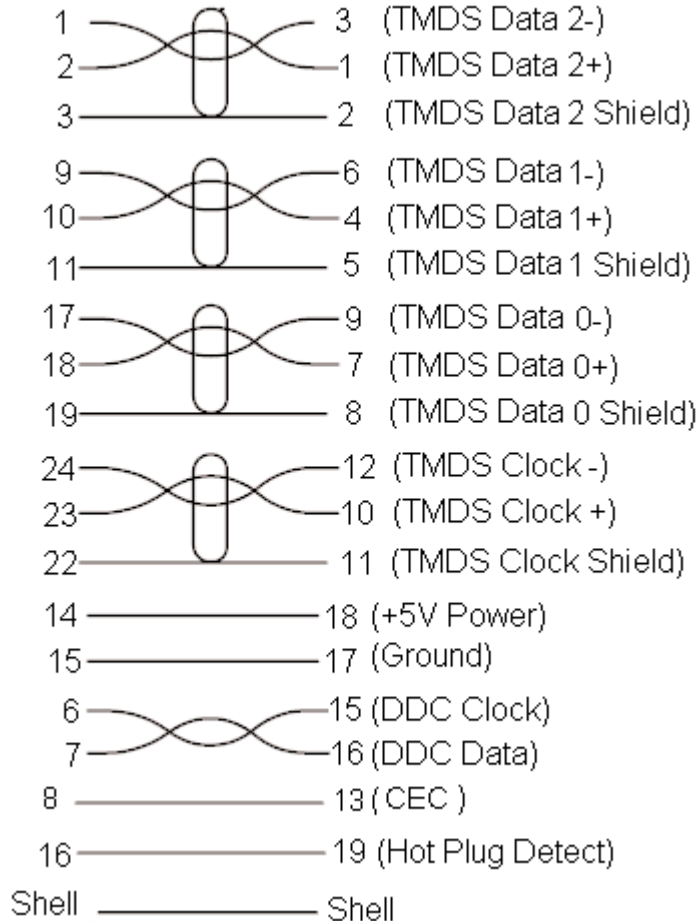 1 3 (TMDS Data 2-)
2 1 (TMDS Data 2+)
3 2 (TMDS Data 2 Shield)
9 6 (TMDS Data 1-)
10 4 (TMDS Data 1+)
11 5 (TMDS Data 1 Shield)
17 9 (TMDS Data 0-)
18 7 (TMDS Data 0+)
19 8 (TMDS Data 0 Shield)
24 12 (TMDS Clock -)
23 10 (TMDS Clock +)
22 11 (TMDS Clock Shield)
14 18 (+5V Power)
15 17 (Ground)
6 15 (DDC Clock)
7 16 (DDC Data)
8 13 ( CEC )
16 19 (Hot Plug Detect)
Shell Shell